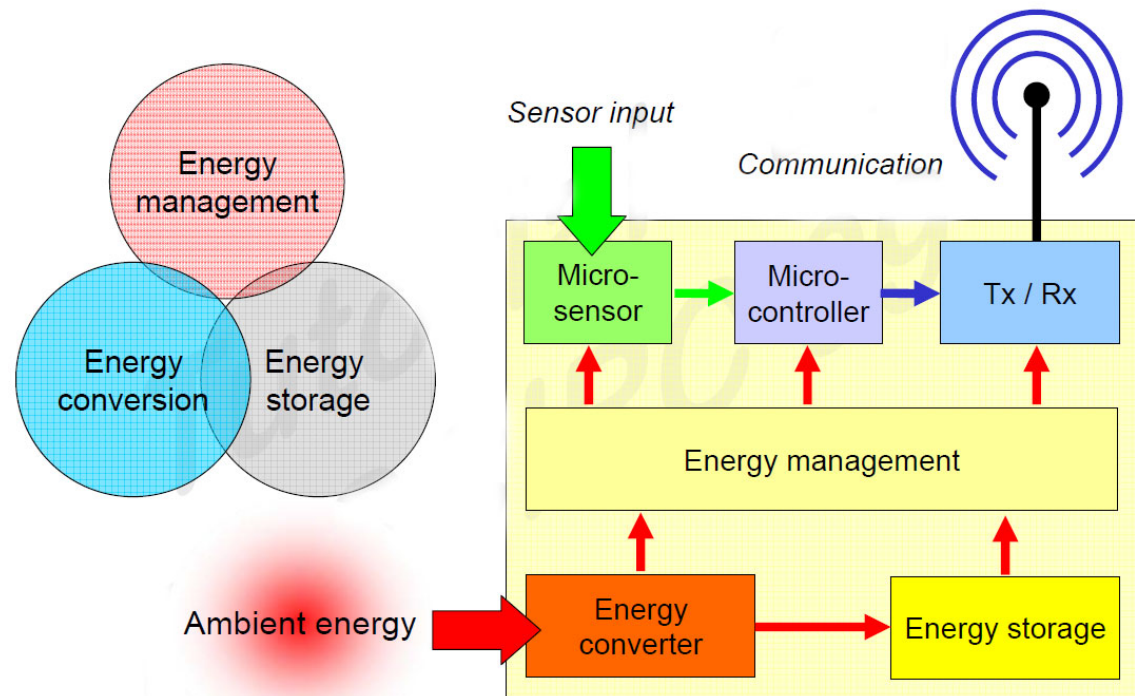 Energy
management
Energy
conversion
Energy
storage
Sensor input
Communication
Micro-
sensor
Micro-
controller
Tx / Rx
Energy management
Ambient energy
Energy
converter
Energy storage